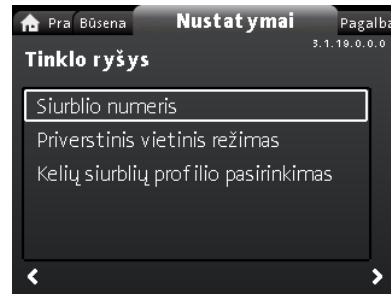 Pra Būsena Nustatymai Pagalba
3.1.19.0.0.0
Tinklo ryšys
Siurblio numeris
Priverstinis vietinis režimas
Kelių siurblių profilio pasirinkimas